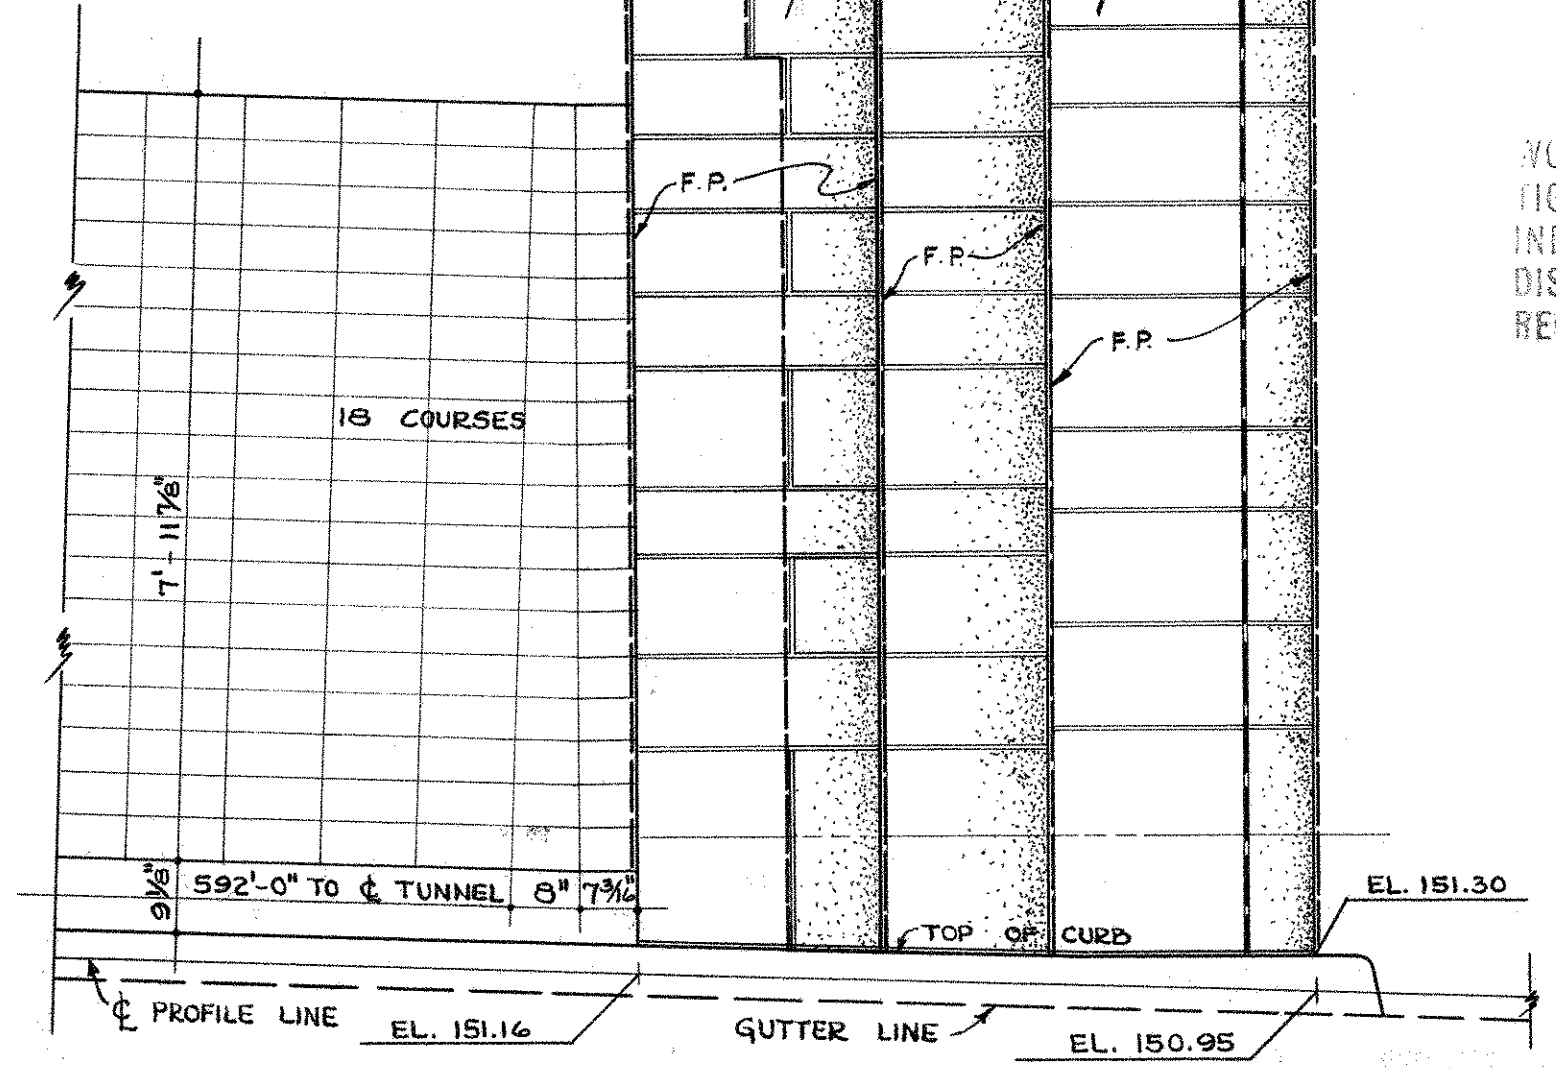 F.P.
F.P.
F.P.
18 COURSES
7'-11 7/8"
9 1/8"
592'-0" TO ℄ TUNNEL 8" 7 3/16"
EL. 151.30
TOP OF CURB
℄ PROFILE LINE
EL. 151.16
GUTTER LINE
EL. 150.95